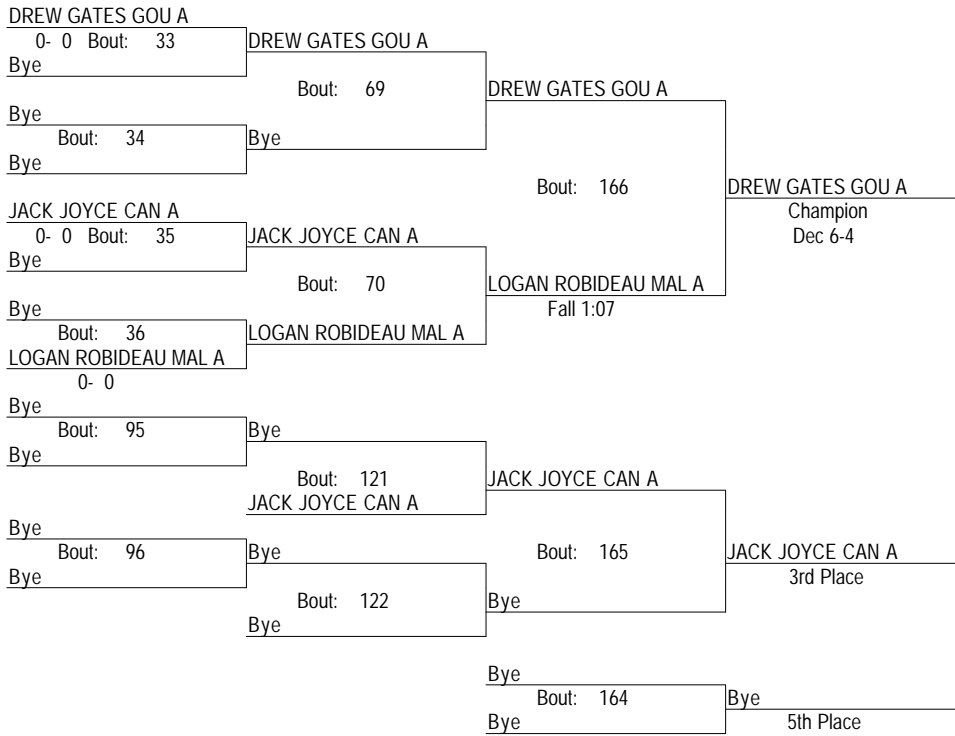 DREW GATES GOU A
0- 0 Bout: 33
DREW GATES GOU A
Bye
Bout: 69
DREW GATES GOU A
Bye
Bout: 34
Bye
Bye
Bout: 166
DREW GATES GOU A
JACK JOYCE CAN A
Champion
0- 0 Bout: 35
JACK JOYCE CAN A
Dec 6-4
Bye
Bout: 70
LOGAN ROBIDEAU MAL A
Bye
Fall 1:07
Bout: 36
LOGAN ROBIDEAU MAL A
LOGAN ROBIDEAU MAL A
0- 0
Bye
Bout: 95
Bye
Bye
Bout: 121
JACK JOYCE CAN A
JACK JOYCE CAN A
Bye
Bout: 96
Bye
Bout: 165
JACK JOYCE CAN A
Bye
3rd Place
Bout: 122
Bye
Bye
Bye
Bout: 164
Bye
Bye
5th Place